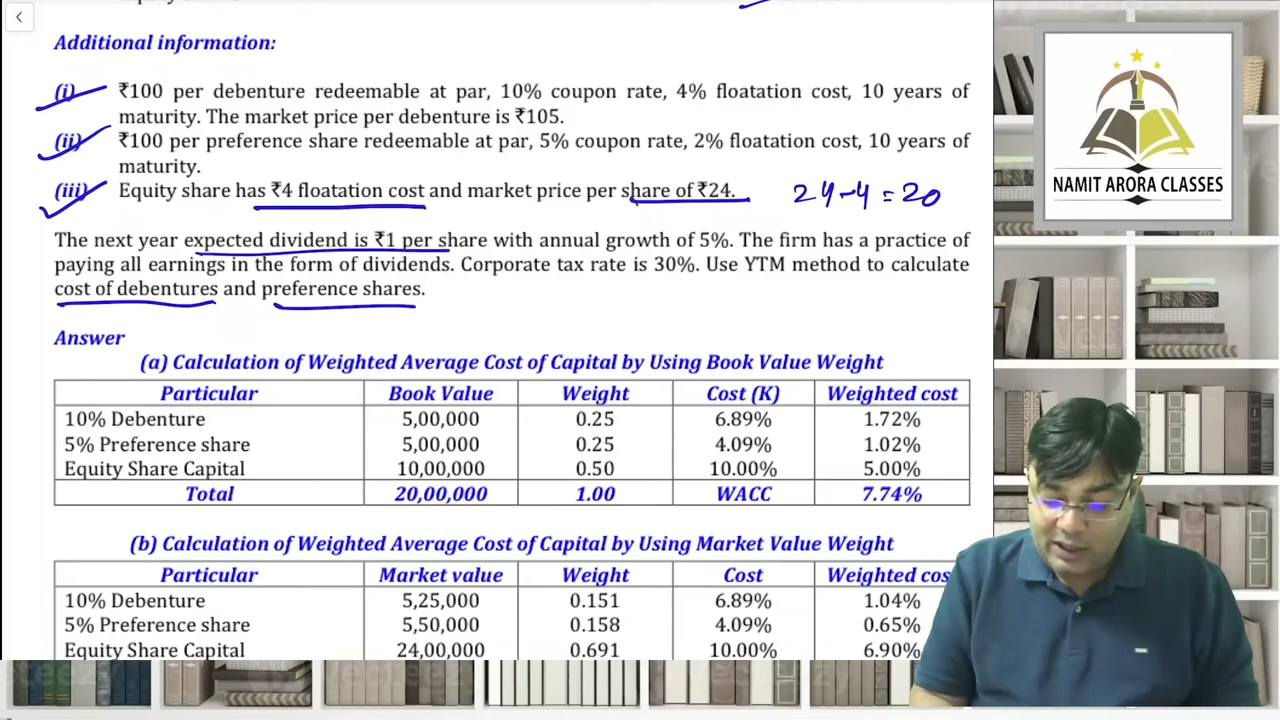 Additional information:
(i) ₹100 per debenture redeemable at par, 10% coupon rate, 4% floatation cost, 10 years of
maturity. The market price per debenture is ₹105.
(ii) ₹100 per preference share redeemable at par, 5% coupon rate, 2% floatation cost, 10 years of
maturity.
(iii) Equity share has ₹4 floatation cost and market price per share of ₹24. 24-4=20
The next year expected dividend is ₹1 per share with annual growth of 5%. The firm has a practice of
paying all earnings in the form of dividends. Corporate tax rate is 30%. Use YTM method to calculate
cost of debentures and preference shares.
Answer
(a) Calculation of Weighted Average Cost of Capital by Using Book Value Weight
Particular Book Value Weight Cost (K) Weighted cost
10% Debenture 5,00,000 0.25 6.89% 1.72%
5% Preference share 5,00,000 0.25 4.09% 1.02%
Equity Share Capital 10,00,000 0.50 10.00% 5.00%
Total 20,00,000 1.00 WACC 7.74%
(b) Calculation of Weighted Average Cost of Capital by Using Market Value Weight
Particular Market value Weight Cost Weighted cos
10% Debenture 5,25,000 0.151 6.89% 1.04%
5% Preference share 5,50,000 0.158 4.09% 0.65%
Equity Share Capital 24,00,000 0.691 10.00% 6.90%
NAMIT ARORA CLASSES